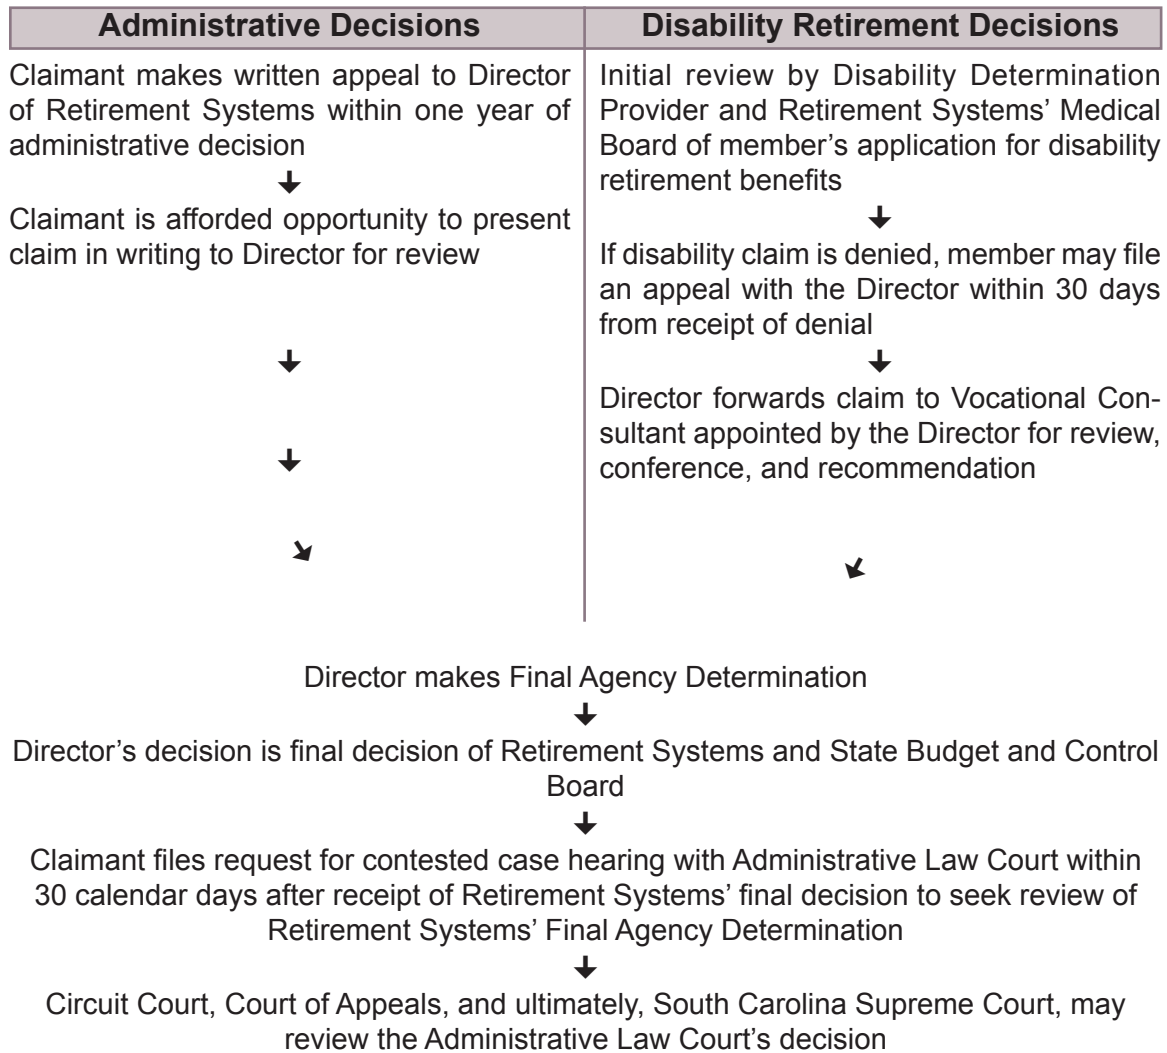 Administrative Decisions
Claimant makes written appeal to Director
of Retirement Systems within one year of
administrative decision
Claimant is afforded opportunity to present
claim in writing to Director for review
Disability Retirement Decisions
Initial review by Disability Determination
Provider and Retirement Systems' Medical
Board of member's application for disability
retirement benefits
If disability claim is denied, member may file
an appeal with the Director within 30 days
from receipt of denial
Director forwards claim to Vocational Con-
sultant appointed by the Director for review,
conference, and recommendation
Director makes Final Agency Determination
Director's decision is final decision of Retirement Systems and State Budget and Control
Board
Claimant files request for contested case hearing with Administrative Law Court within
30 calendar days after receipt of Retirement Systems' final decision to seek review of
Retirement Systems' Final Agency Determination
Circuit Court, Court of Appeals, and ultimately, South Carolina Supreme Court, may
review the Administrative Law Court's decision